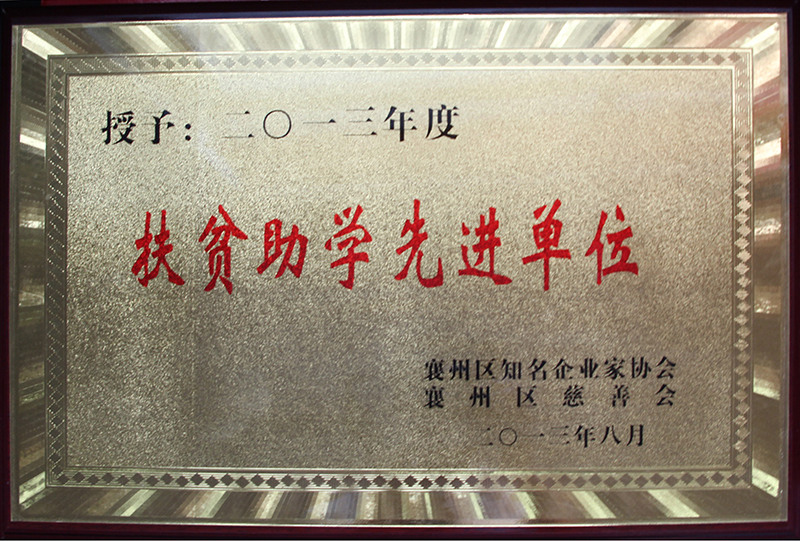 授予：二〇一三年度
扶贫助学先进单位
襄州区知名企业家协会
襄州区慈善会
二〇一三年八月